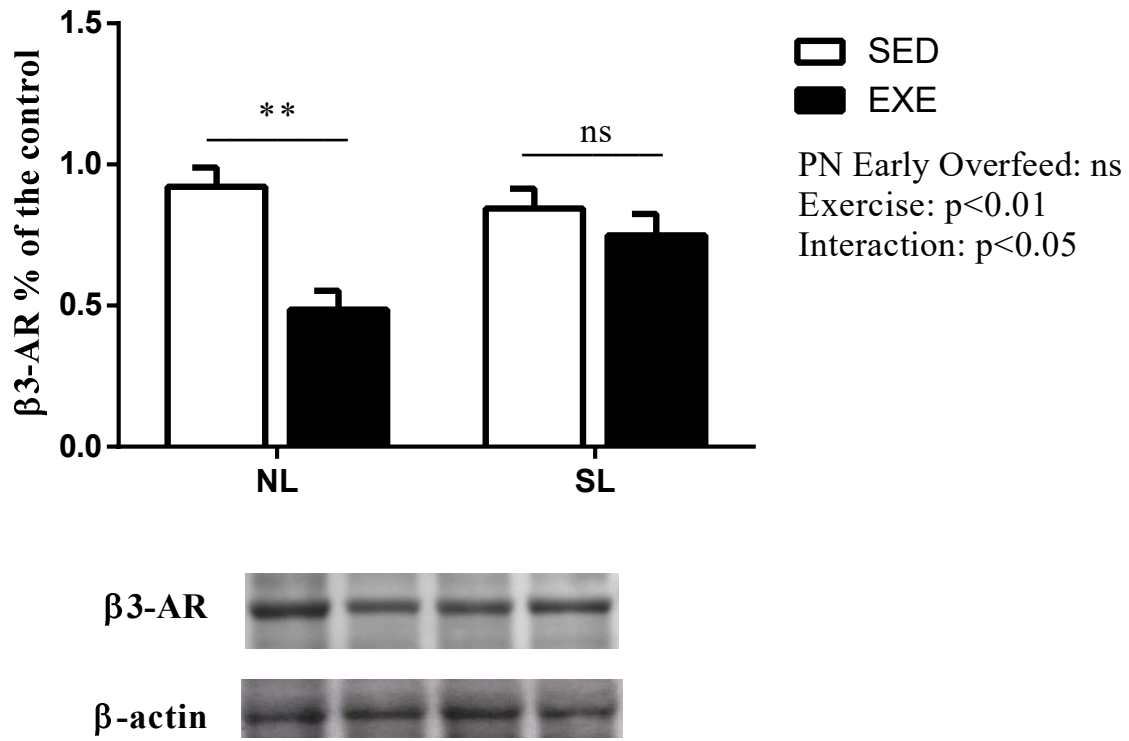 1.5
1.0
0.5
0.0
β3-AR % of the control
**
ns
NL
SL
SED
EXE
PN Early Overfeed: ns
Exercise: p<0.01
Interaction: p<0.05
β3-AR
β-actin